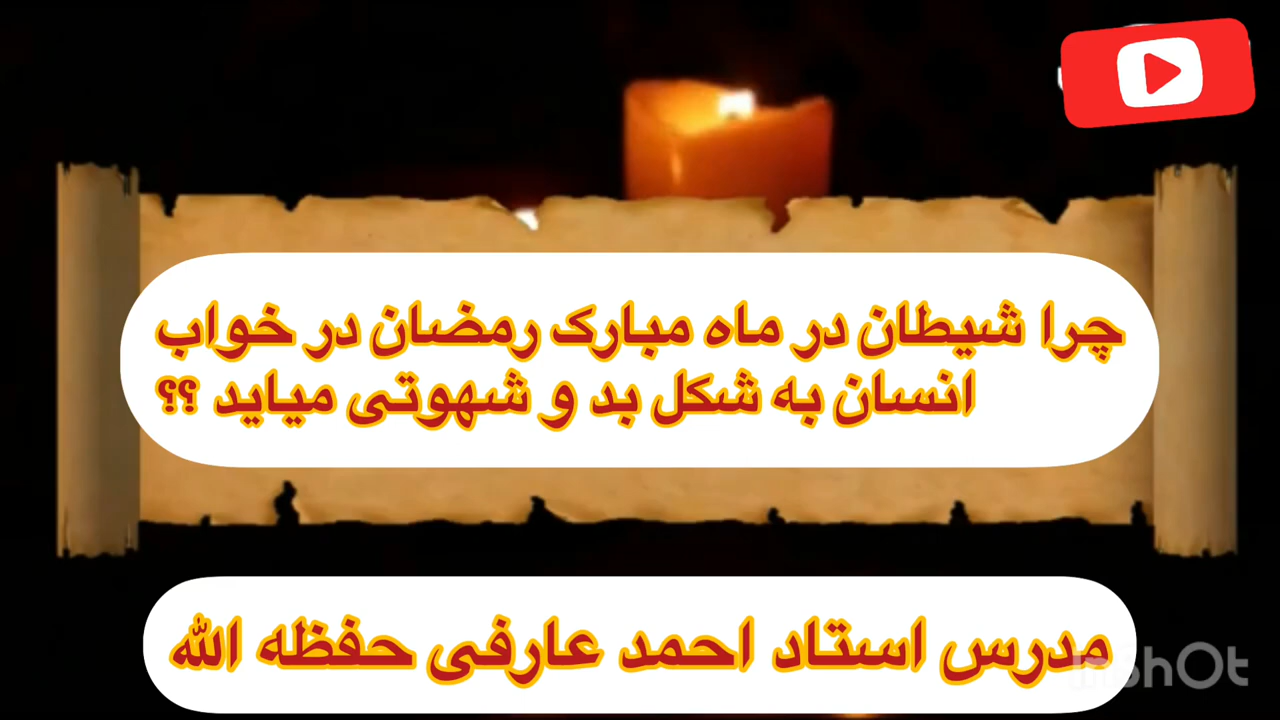 چرا شیطان در ماه مبارک رمضان در خواب
انسان به شکل بد و شهوتی میاید ؟؟
مدرس استاد احمد عارفی حفظه الله
inshOt